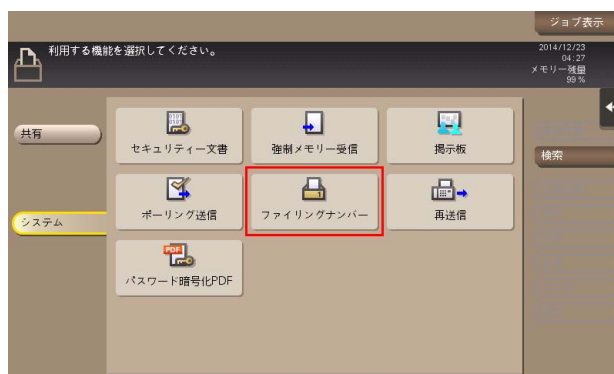 ジョブ表示
利用する機能を選択してください。
2014/12/23
04:27
メモリー残量
99 %
共有
セキュリティー文書
強制メモリー受信
掲示板
検索
ポーリング送信
ファイリングナンバー
再送信
システム
PDF
パスワード暗号化PDF